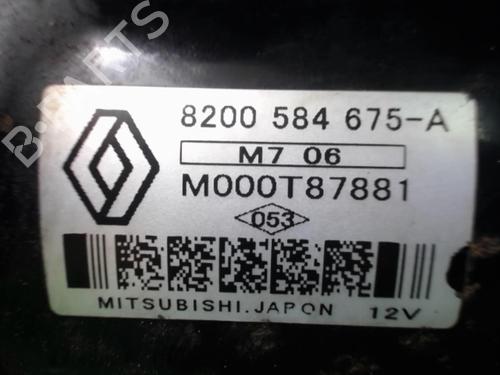 B-PARTS
8200 584 675-A
M7 06
M000T87881
053
MITSUBISHI.JAPON 12V